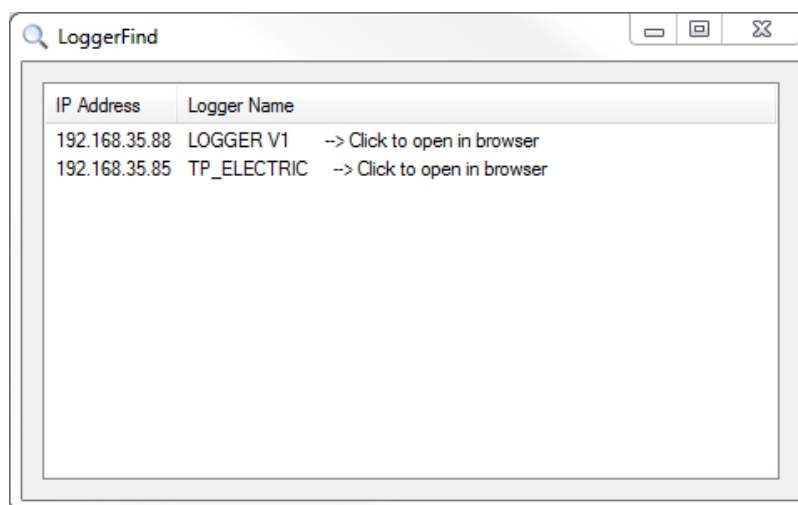 LoggerFind
IP Address Logger Name
192.168.35.88 LOGGER V1 --> Click to open in browser
192.168.35.85 TP_ELECTRIC --> Click to open in browser